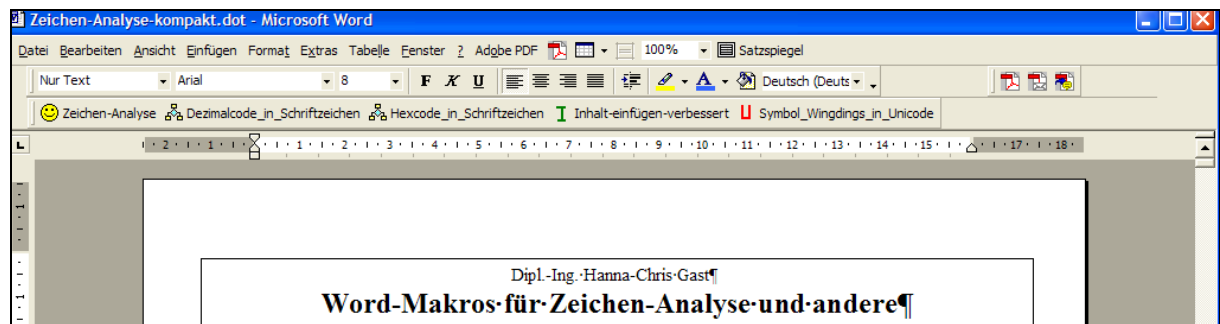 Zeichen-Analyse-kompakt.dot - Microsoft Word
Datei Bearbeiten Ansicht Einfügen Format Extras Tabelle Fenster ? Adobe PDF 100% Satzspiegel
Nur Text Arial 8 F K U A Deutsch (Deuts
Zeichen-Analyse Dezimalcode_in_Schriftzeichen Hexcode_in_Schriftzeichen Inhalt-einfügen-verbessert Symbol_Wingdings_in_Unicode
2 1 1 2 3 4 5 6 7 8 9 10 11 12 13 14 15 17 18
1
1
Dipl.-Ing.·Hanna-Chris·Gast¶
Word-Makros·für·Zeichen-Analyse·und·andere¶